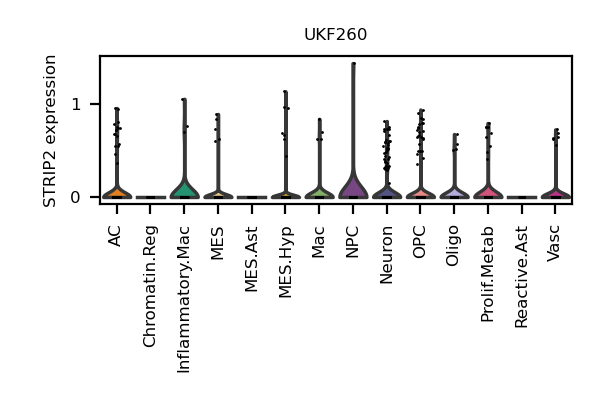 UKF260
STRIP2 expression
1
0
AC
Chromatin.Reg
Inflammatory.Mac
MES
MES.Ast
MES.Hyp
Mac
NPC
Neuron
OPC
Oligo
Prolif.Metab
Reactive.Ast
Vasc